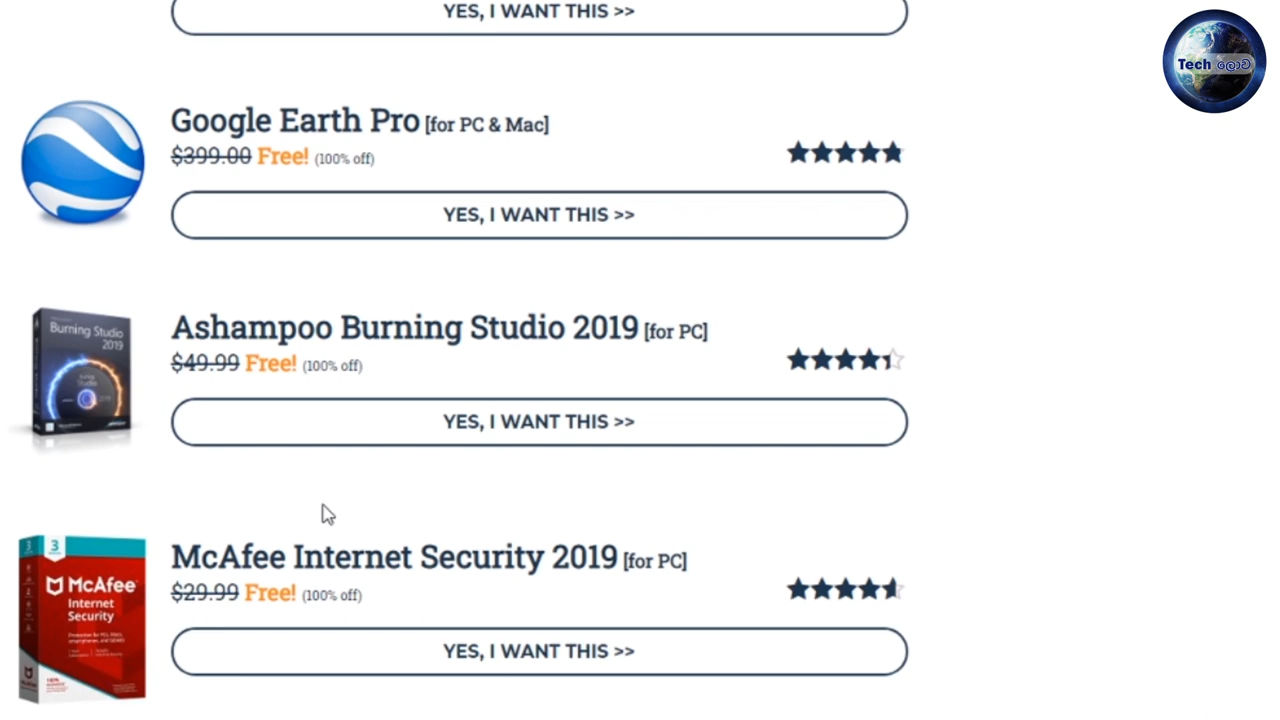 YES, I WANT THIS >>
Tech ලොව
Google Earth Pro [for PC & Mac]
$399.00 Free! (100% off)
YES, I WANT THIS >>
Burning Studio
2019
Ashampoo Burning Studio 2019 [for PC]
$49.99 Free! (100% off)
YES, I WANT THIS >>
3
McAfee
Internet
Security
McAfee Internet Security 2019 [for PC]
$29.99 Free! (100% off)
YES, I WANT THIS >>